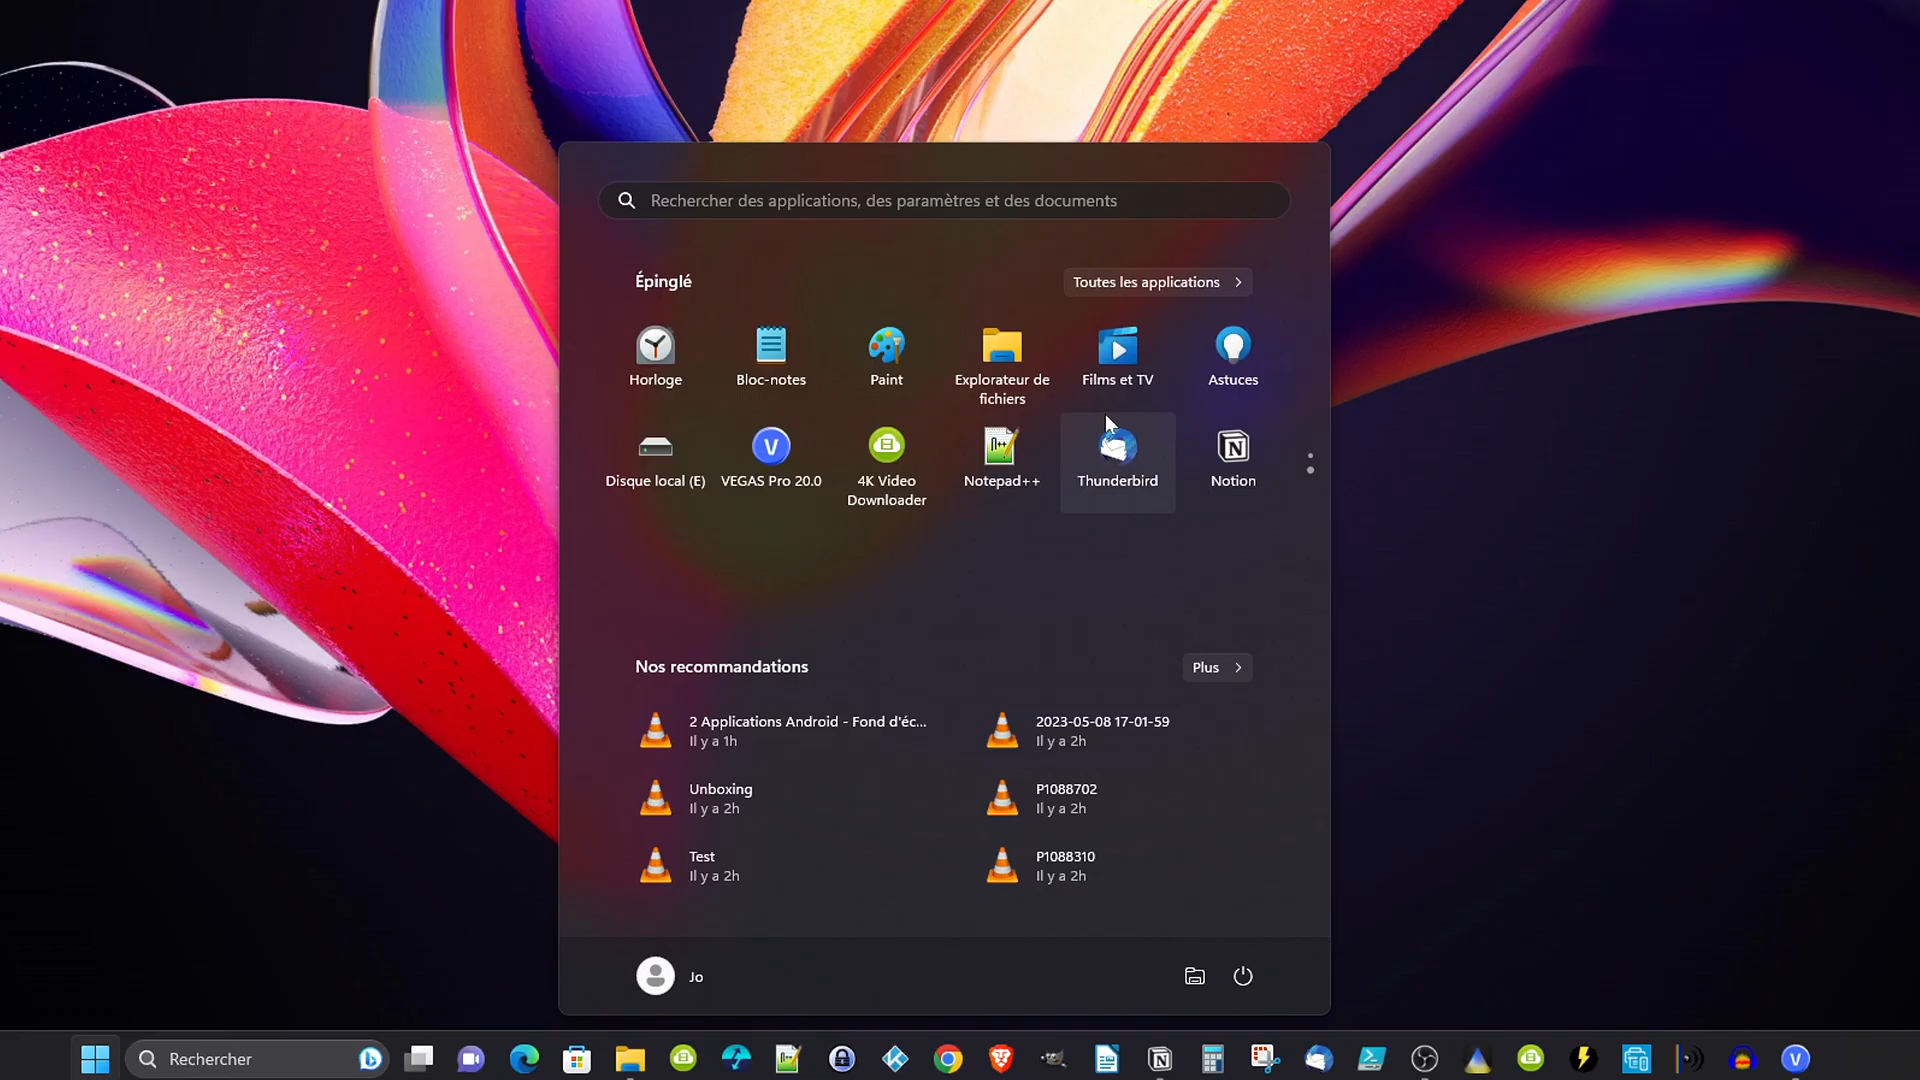 Rechercher des applications, des paramètres et des documents
Épinglé
Toutes les applications
Horloge
Bloc-notes
Paint
Explorateur de
fichiers
Films et TV
Astuces
Disque local (E)
VEGAS Pro 20.0
4K Video
Downloader
Notepad++
Thunderbird
Notion
Nos recommandations
Plus
2 Applications Android - Fond d'éc...
Il y a 1h
2023-05-08 17-01-59
Il y a 2h
Unboxing
Il y a 2h
P1088702
Il y a 2h
Test
Il y a 2h
P1088310
Il y a 2h
Jo
Rechercher